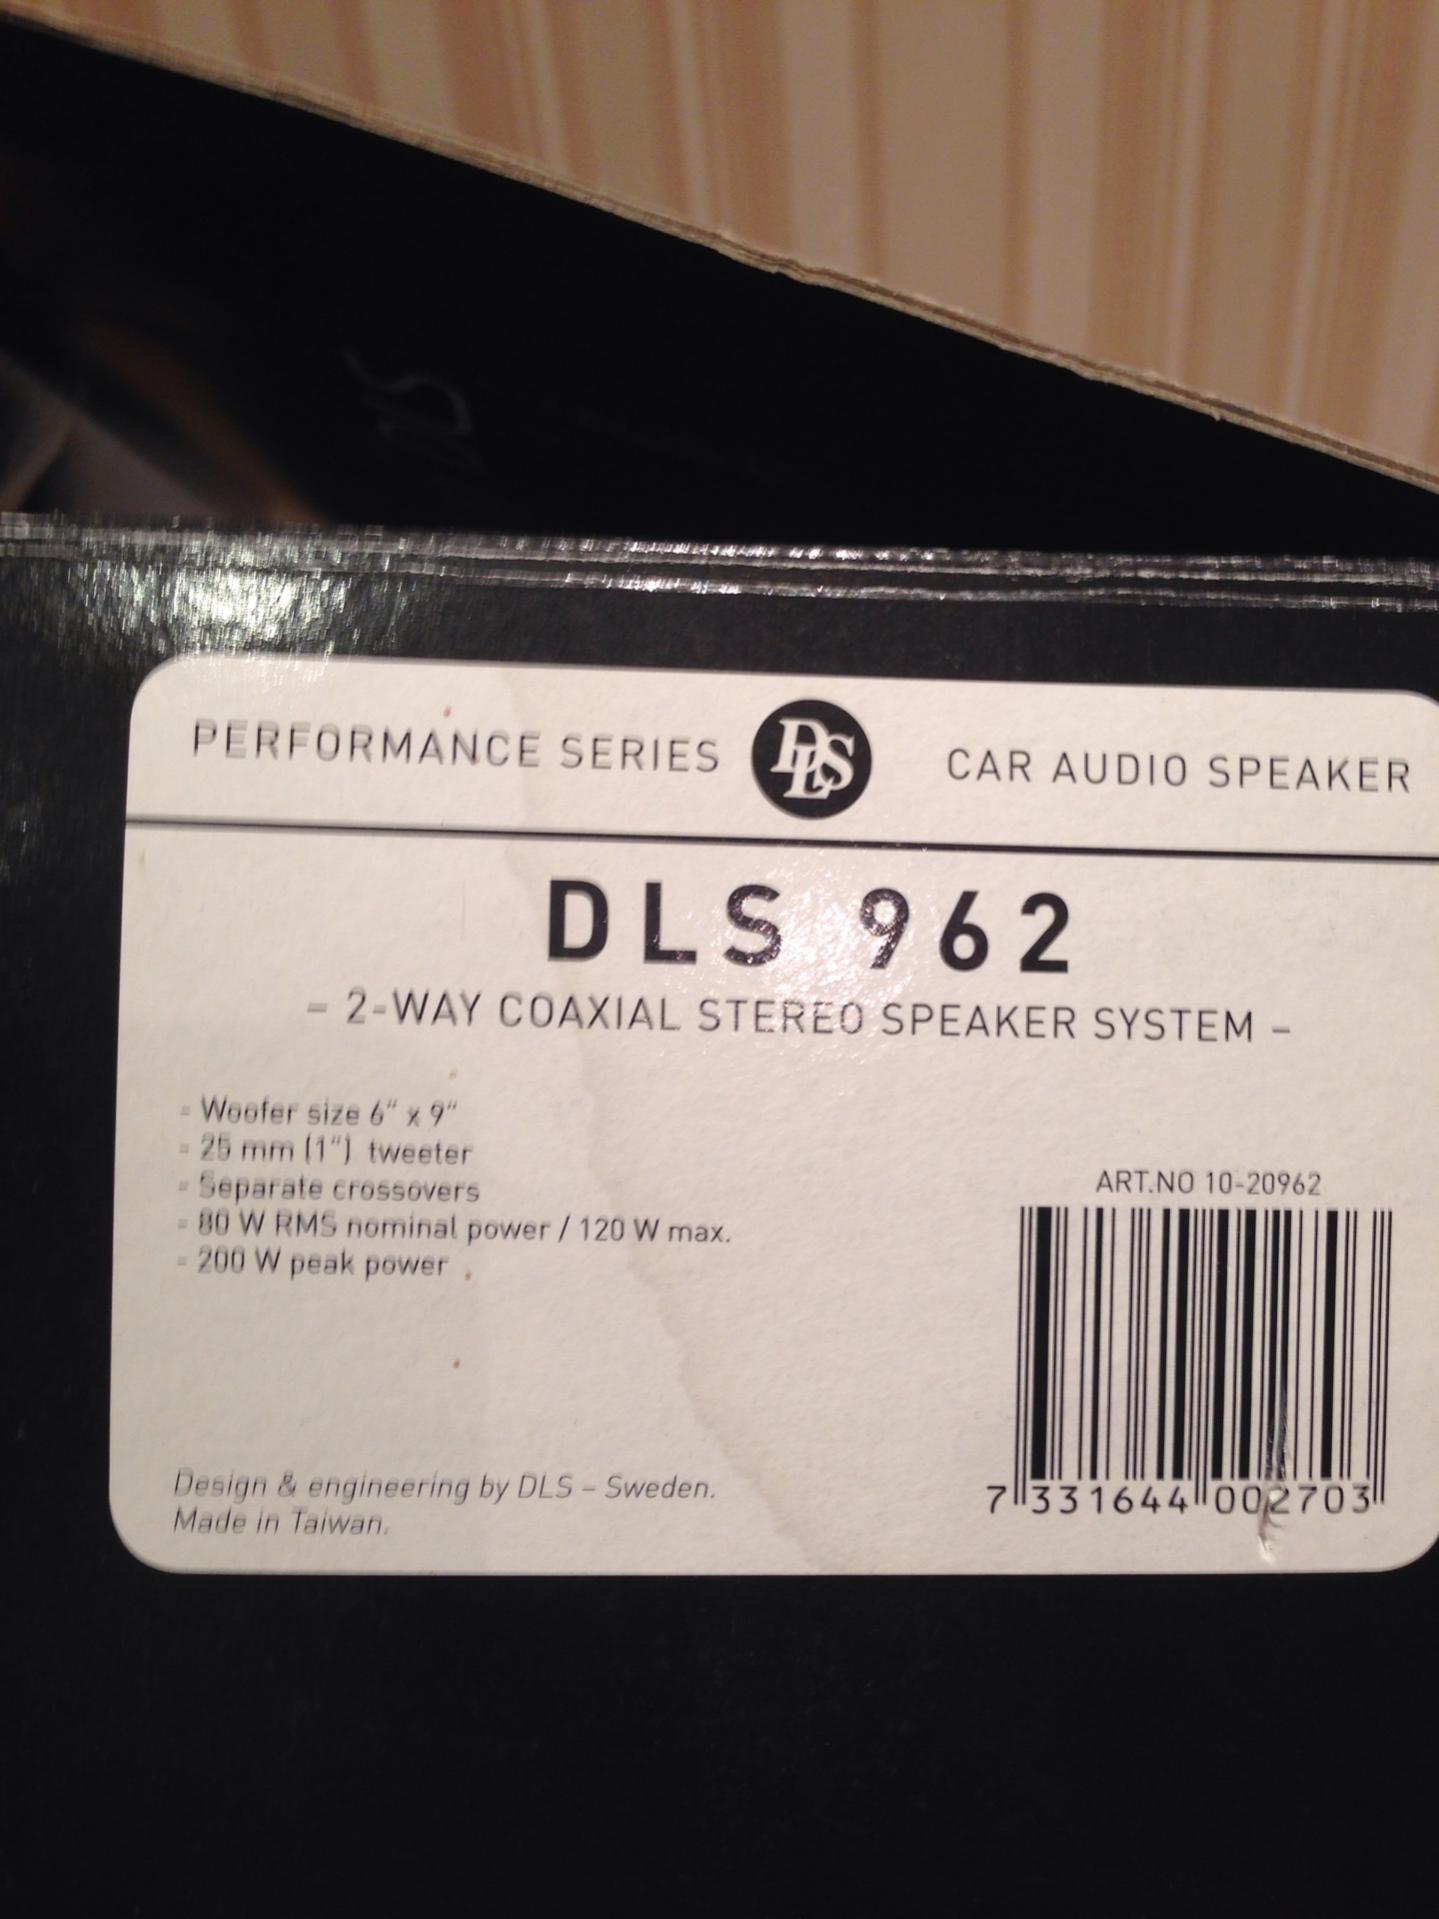 PERFORMANCE SERIES DLS CAR AUDIO SPEAKER
DLS 962
- 2-WAY COAXIAL STEREO SPEAKER SYSTEM -
- Woofer size 6" x 9"
- 25 mm (1") tweeter
- Separate crossovers
- 80 W RMS nominal power / 120 W max.
- 200 W peak power
ART.NO 10-20962
7 331644 002703
Design & engineering by DLS - Sweden.
Made in Taiwan.